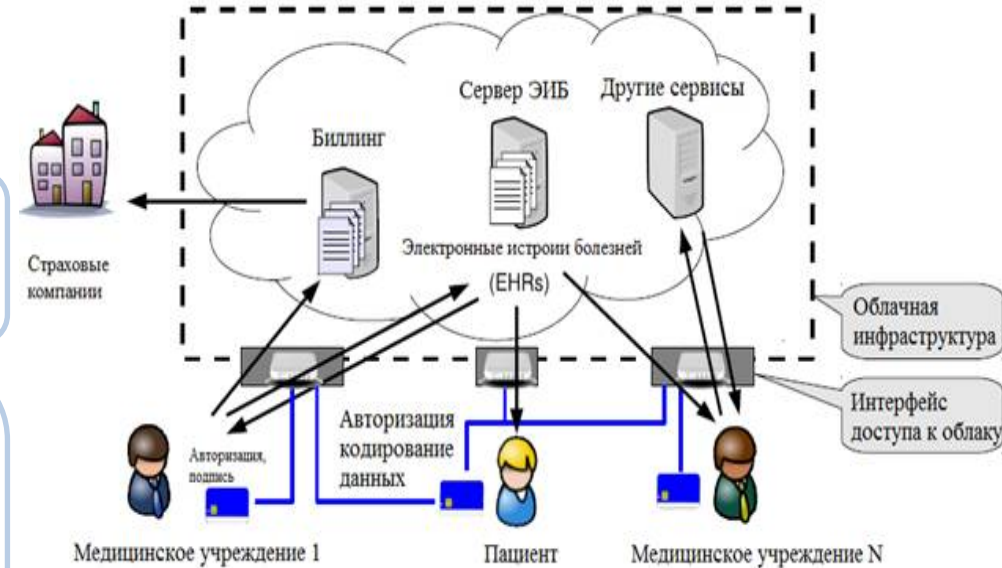 Сервер ЭИБ
Другие сервисы
Биллинг
Страховые
компании
Электронные истроии болезней
(EHRs)
Облачная
инфраструктура
Интерфейс
доступа к облаку
Авторизация,
подпись
Авторизация
кодирование
данных
Медицинское учреждение 1
Пациент
Медицинское учреждение N